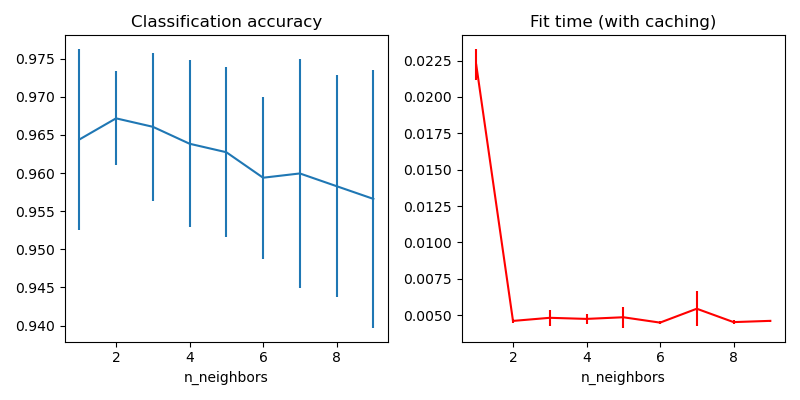 Classification accuracy
0.975
0.970
0.965
0.960
0.955
0.950
0.945
0.940
2 4 6 8
n_neighbors
Fit time (with caching)
0.0225
0.0200
0.0175
0.0150
0.0125
0.0100
0.0075
0.0050
2 4 6 8
n_neighbors